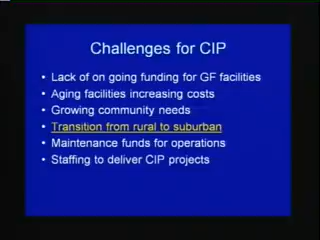 Challenges for CIP
• Lack of on going funding for GF facilities
• Aging facilities increasing costs
• Growing community needs
• Transition from rural to suburban
• Maintenance funds for operations
• Staffing to deliver CIP projects